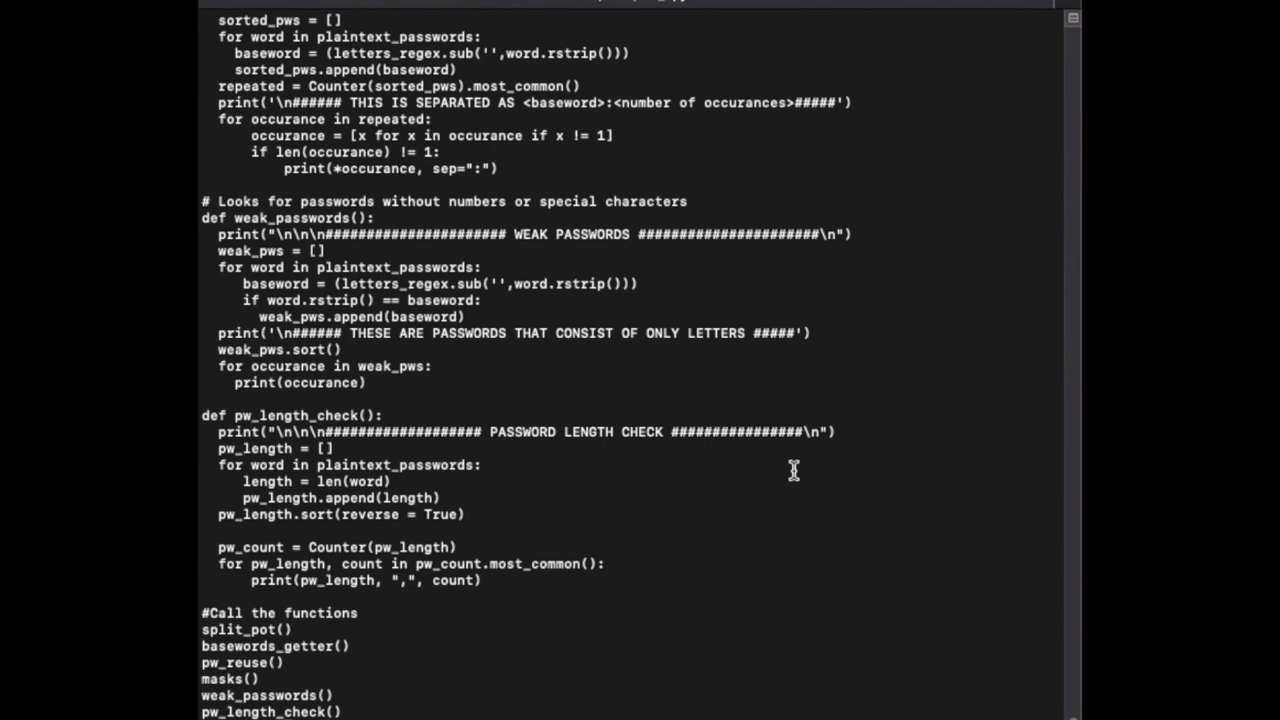 sorted_pws = []
for word in plaintext_passwords:
baseword = (letters_regex.sub('',word.rstrip()))
sorted_pws.append(baseword)
repeated = Counter(sorted_pws).most_common()
print('\n###### THIS IS SEPARATED AS <baseword>:<number of occurances>#####')
for occurance in repeated:
occurance = [x for x in occurance if x != 1]
if len(occurance) != 1:
print(*occurance, sep=":")
# Looks for passwords without numbers or special characters
def weak_passwords():
print("\n\n\n###################### WEAK PASSWORDS ######################\n")
weak_pws = []
for word in plaintext_passwords:
baseword = (letters_regex.sub('',word.rstrip()))
if word.rstrip() == baseword:
weak_pws.append(baseword)
print('\n###### THESE ARE PASSWORDS THAT CONSIST OF ONLY LETTERS #####')
weak_pws.sort()
for occurance in weak_pws:
print(occurance)
def pw_length_check():
print("\n\n\n################### PASSWORD LENGTH CHECK ################\n")
pw_length = []
for word in plaintext_passwords:
length = len(word)
pw_length.append(length)
pw_length.sort(reverse = True)
pw_count = Counter(pw_length)
for pw_length, count in pw_count.most_common():
print(pw_length, ",", count)
#Call the functions
split_pot()
basewords_getter()
pw_reuse()
masks()
weak_passwords()
pw_length_check()